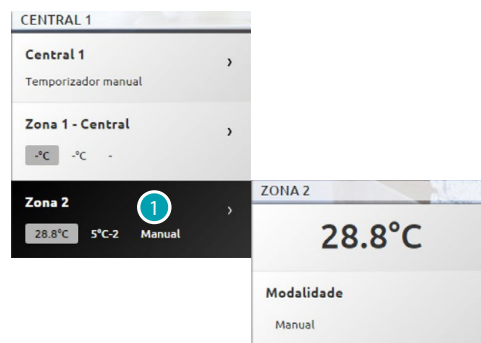 CENTRAL 1
Central 1
Temporizador manual
Zona 1 - Central
-°C -°C -
Zona 2
1
28.8°C 5°C-2 Manual
ZONA 2
28.8°C
Modalidade
Manual